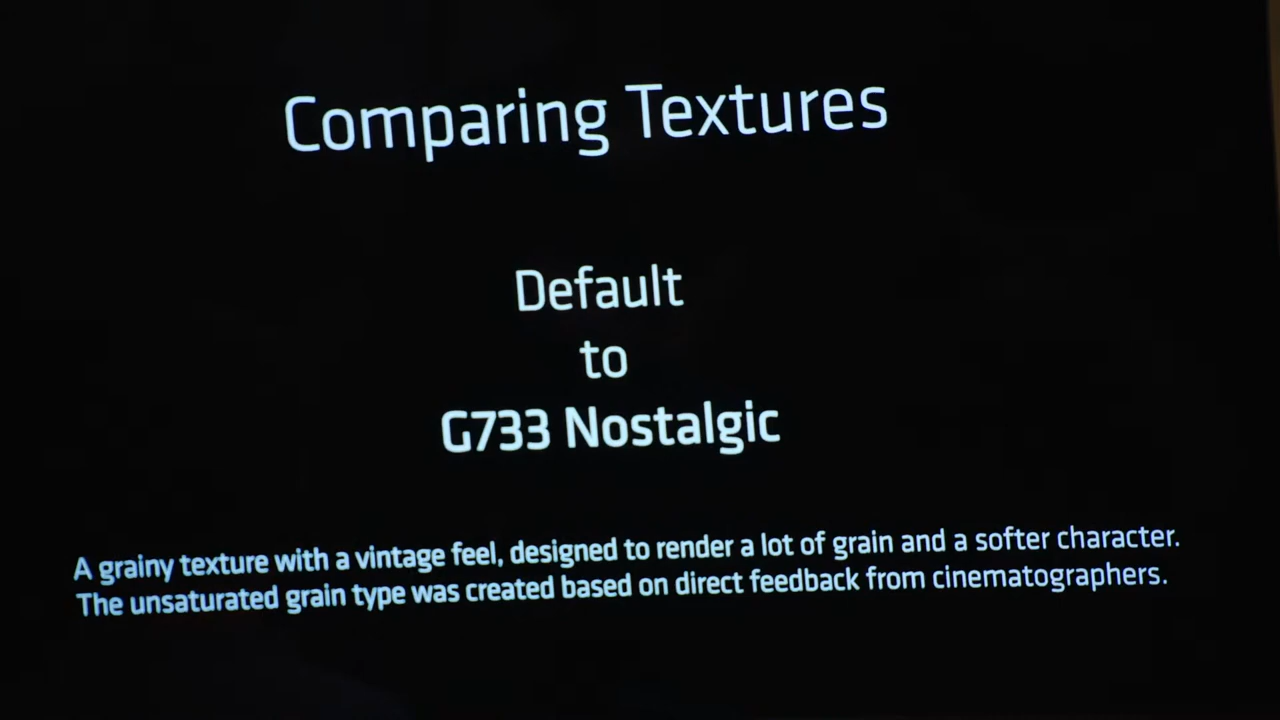 Comparing Textures
Default
to
G733 Nostalgic
A grainy texture with a vintage feel, designed to render a lot of grain and a softer character.
The unsaturated grain type was created based on direct feedback from cinematographers.